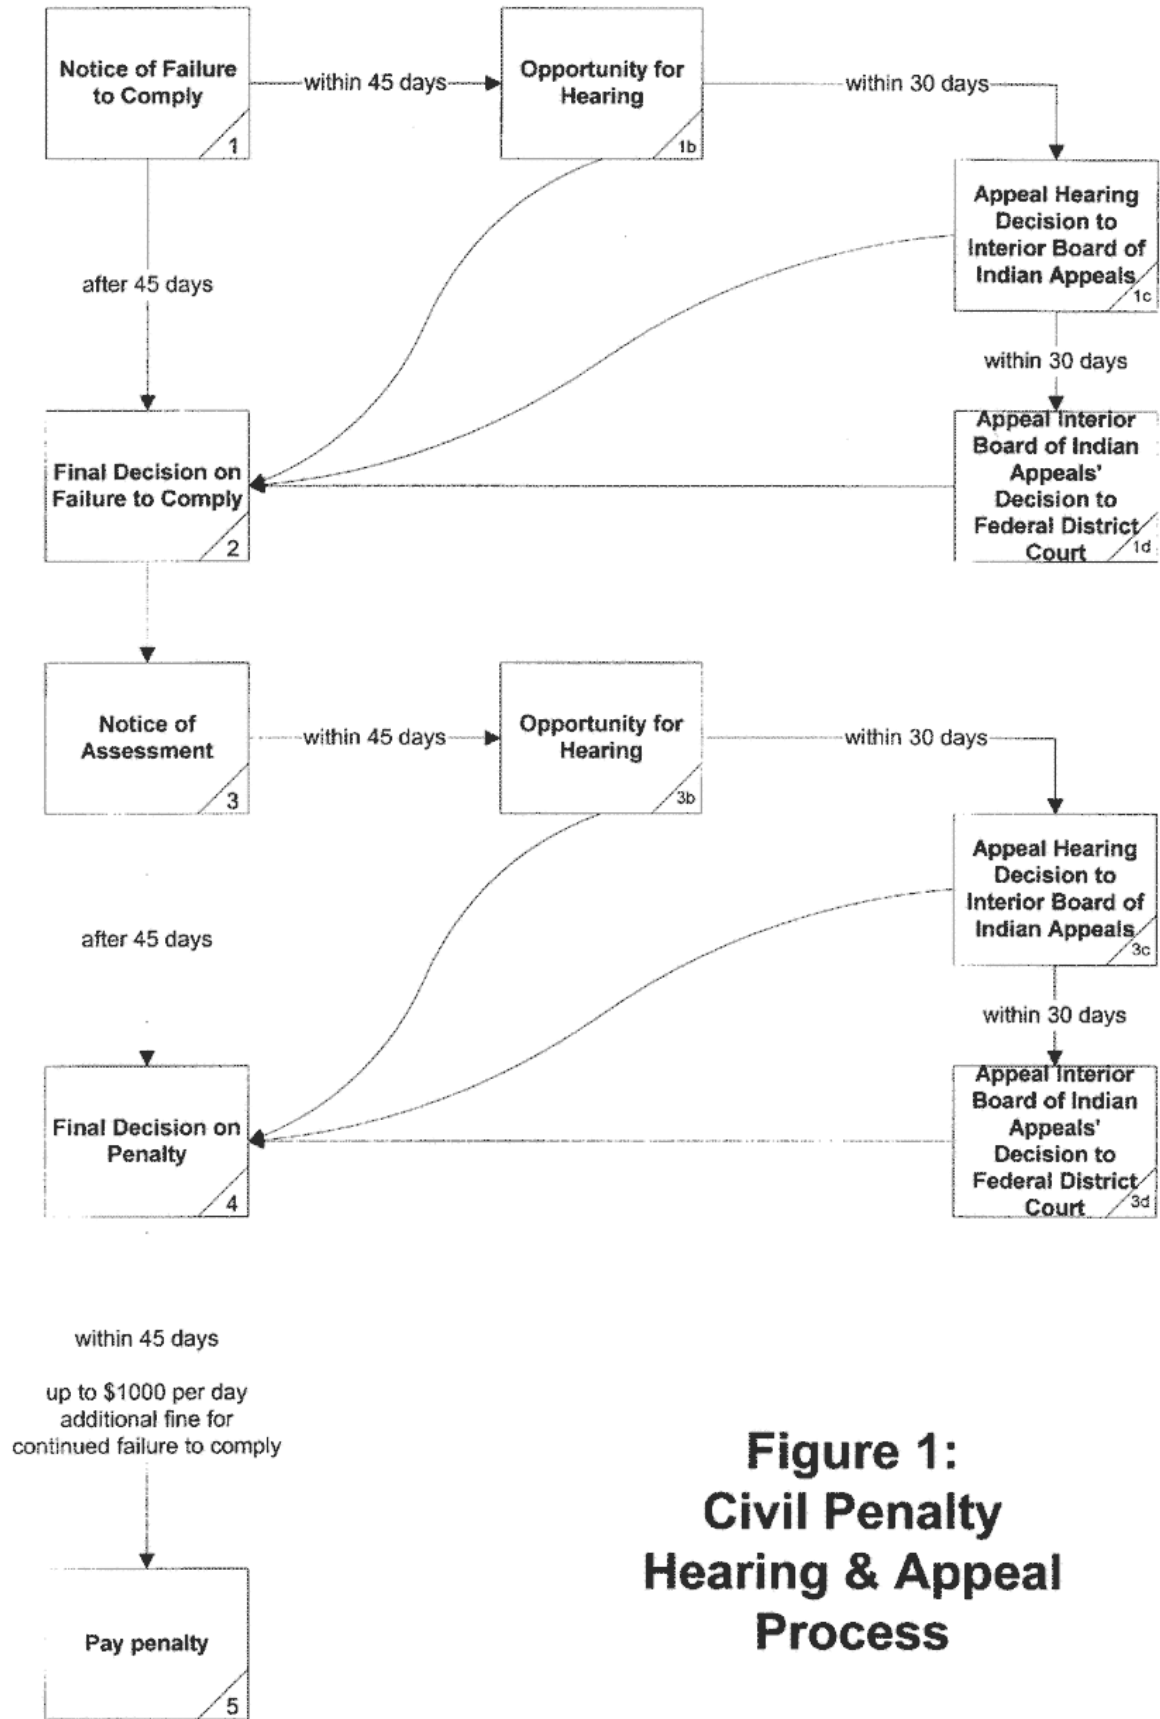 Notice of Failure
to Comply
1
within 45 days
Opportunity for
Hearing
1b
within 30 days
Appeal Hearing
Decision to
Interior Board of
Indian Appeals
1c
after 45 days
within 30 days
Final Decision on
Failure to Comply
2
Appeal Interior
Board of Indian
Appeals'
Decision to
Federal District
Court
1d
Notice of
Assessment
3
within 45 days
Opportunity for
Hearing
3b
within 30 days
Appeal Hearing
Decision to
Interior Board of
Indian Appeals
3c
after 45 days
within 30 days
Final Decision on
Penalty
4
Appeal Interior
Board of Indian
Appeals'
Decision to
Federal District
Court
3d
within 45 days
up to $1000 per day
additional fine for
continued failure to comply
Pay penalty
5
Figure 1:
Civil Penalty
Hearing & Appeal
Process